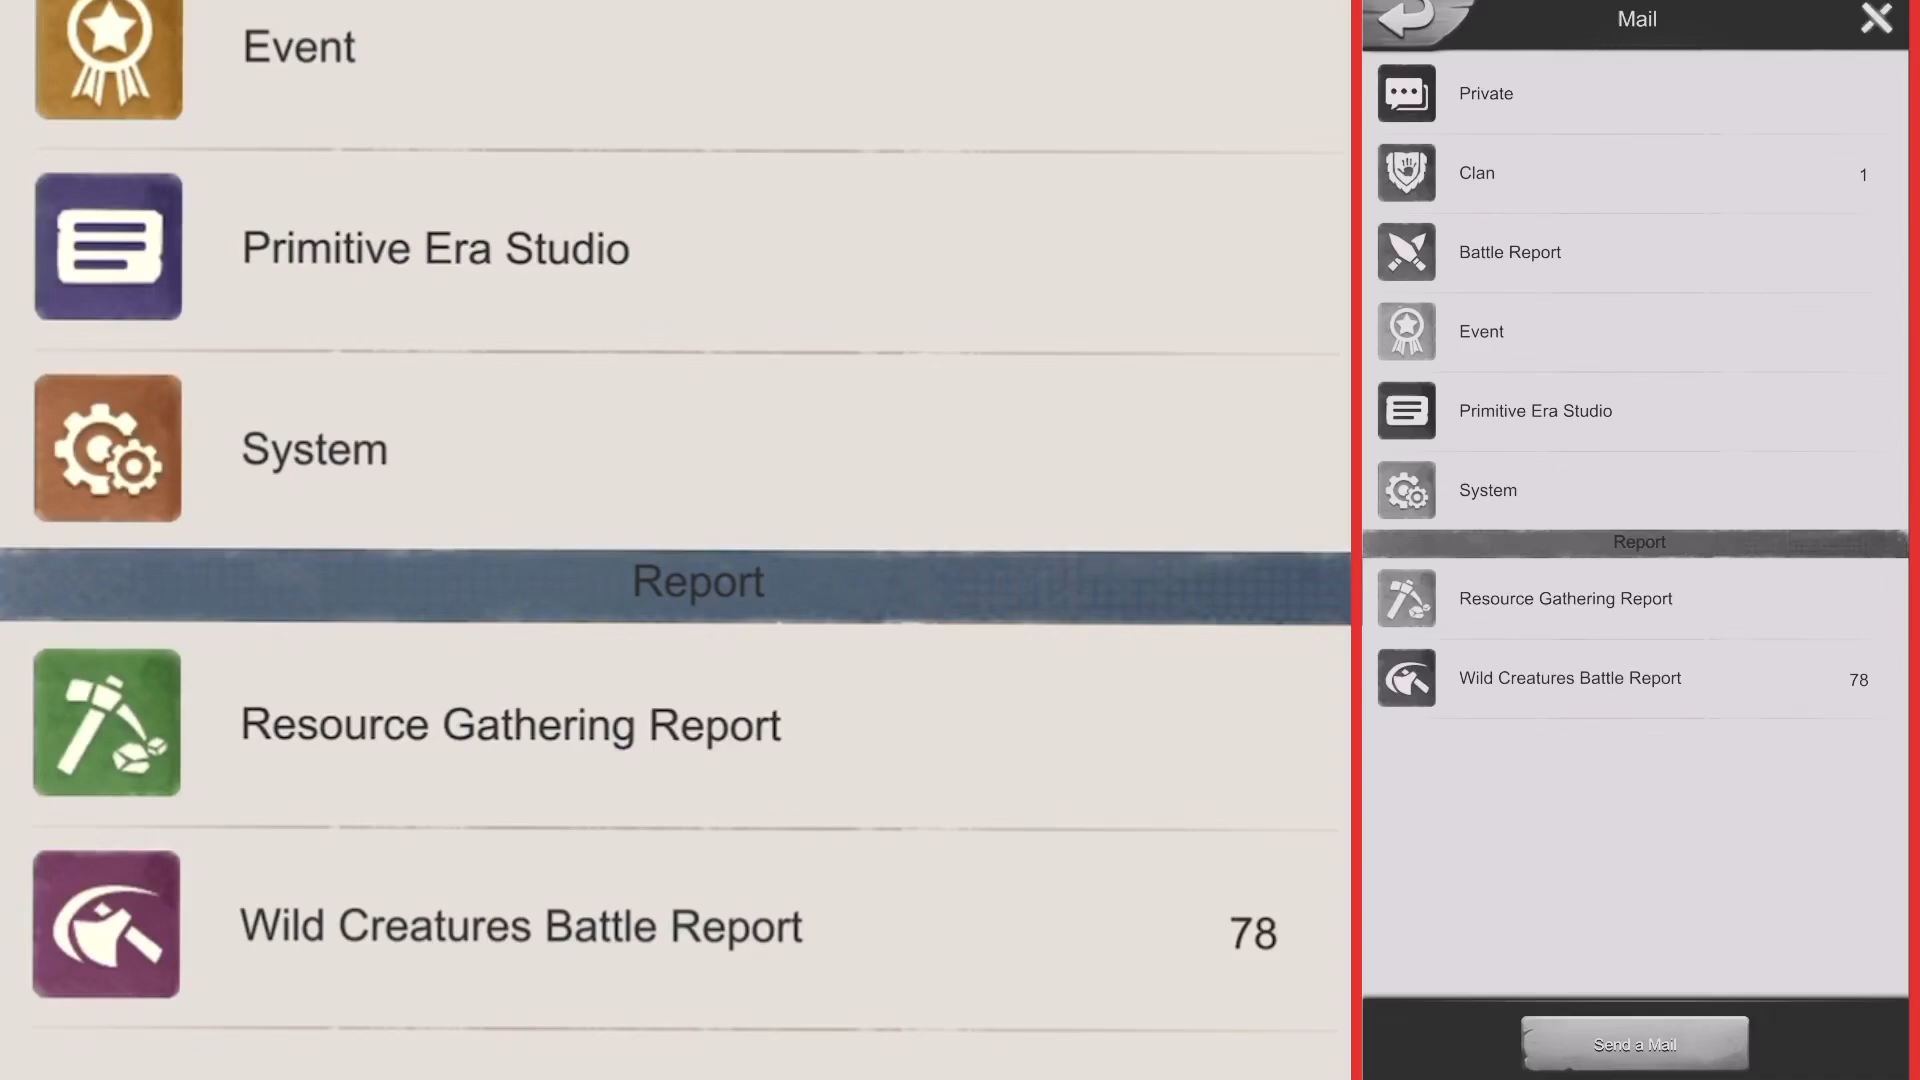 Event
Primitive Era Studio
System
Report
Resource Gathering Report
Wild Creatures Battle Report 78
Mail
Private
Clan 1
Battle Report
Event
Primitive Era Studio
System
Report
Resource Gathering Report
Wild Creatures Battle Report 78
Send a Mail